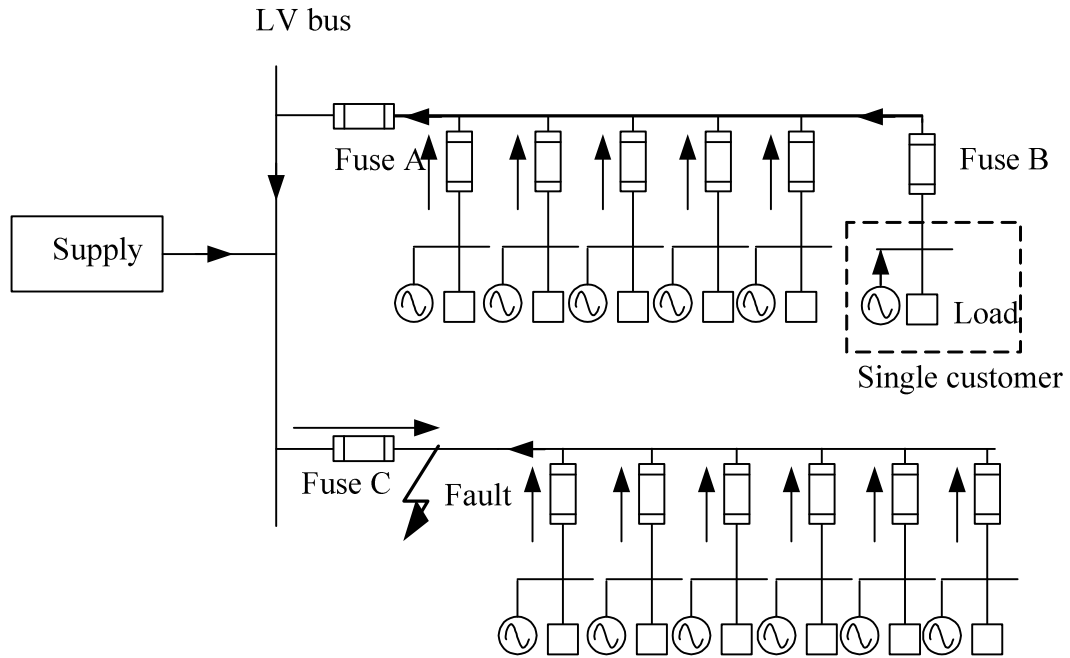 LV bus
Fuse A
Fuse B
Supply
Load
Single customer
Fuse C
Fault